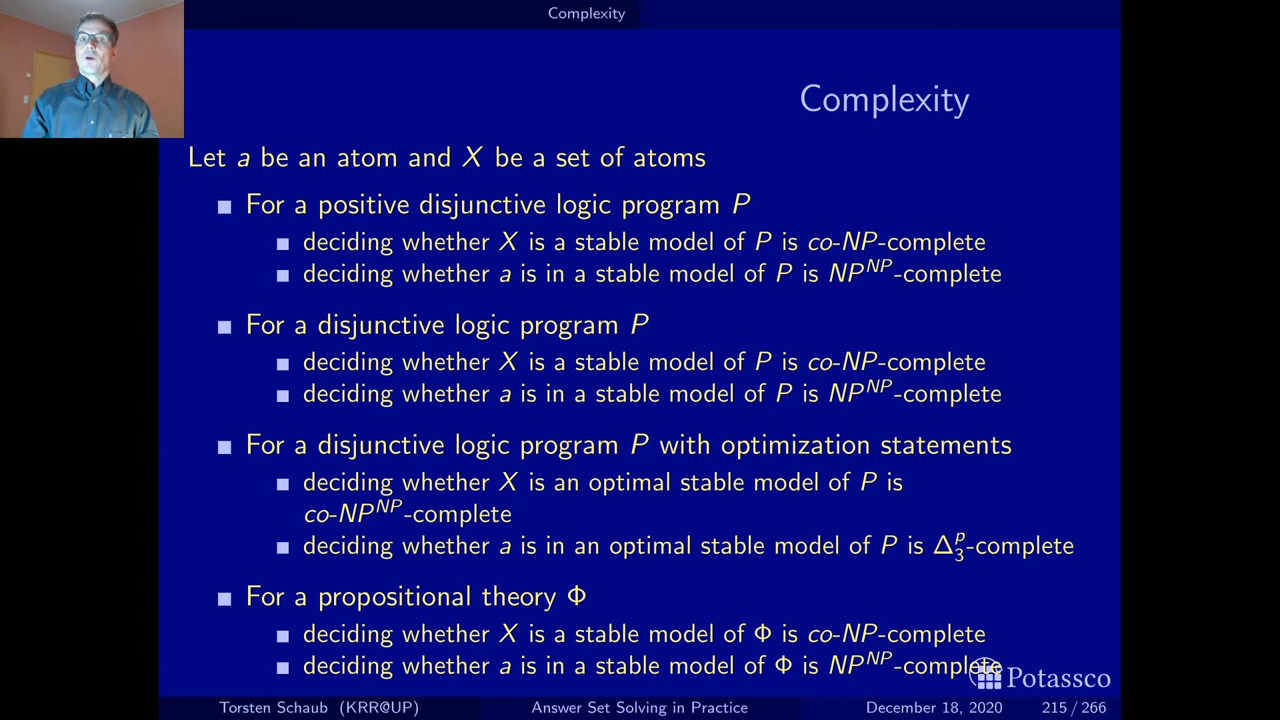 Complexity
Complexity
Let a be an atom and X be a set of atoms
■ For a positive disjunctive logic program P
■ deciding whether X is a stable model of P is co-NP-complete
■ deciding whether a is in a stable model of P is NP^NP-complete
■ For a disjunctive logic program P
■ deciding whether X is a stable model of P is co-NP-complete
■ deciding whether a is in a stable model of P is NP^NP-complete
■ For a disjunctive logic program P with optimization statements
■ deciding whether X is an optimal stable model of P is
co-NP^NP-complete
■ deciding whether a is in an optimal stable model of P is Δ₃^p-complete
■ For a propositional theory Φ
■ deciding whether X is a stable model of Φ is co-NP-complete
■ deciding whether a is in a stable model of Φ is NP^NP-complete
Potassco
Torsten Schaub (KRR@UP) Answer Set Solving in Practice December 18, 2020 215 / 266